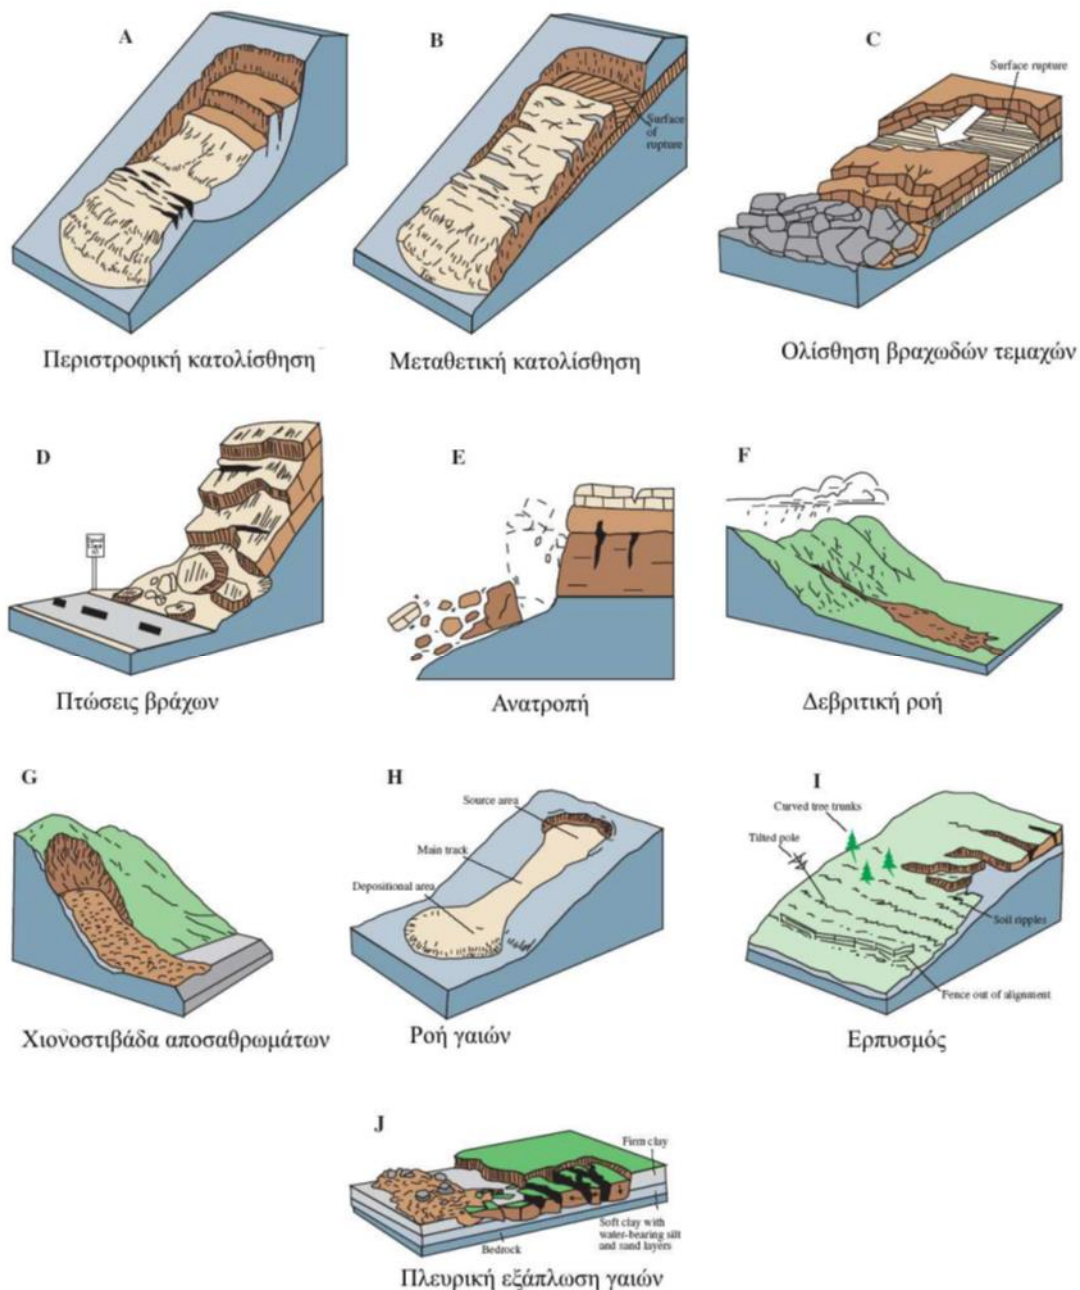 A
B
C
Surface rupture
Surface
of
rupture
Toe
Περιστροφική κατολίσθηση
Μεταθετική κατολίσθηση
Ολίσθηση βραχωδών τεμαχών
D
E
F
Πτώσεις βράχων
Ανατροπή
Δεβριτική ροή
G
H
I
Source area
Main track
Depositional area
Curved tree trunks
Tilted pole
Soil ripples
Fence out of alignment
Χιονοστιβάδα αποσαθρωμάτων
Ροή γαιών
Ερπυσμός
J
Firm clay
Soft clay with
water-bearing silt
and sand layers
Bedrock
Πλευρική εξάπλωση γαιών